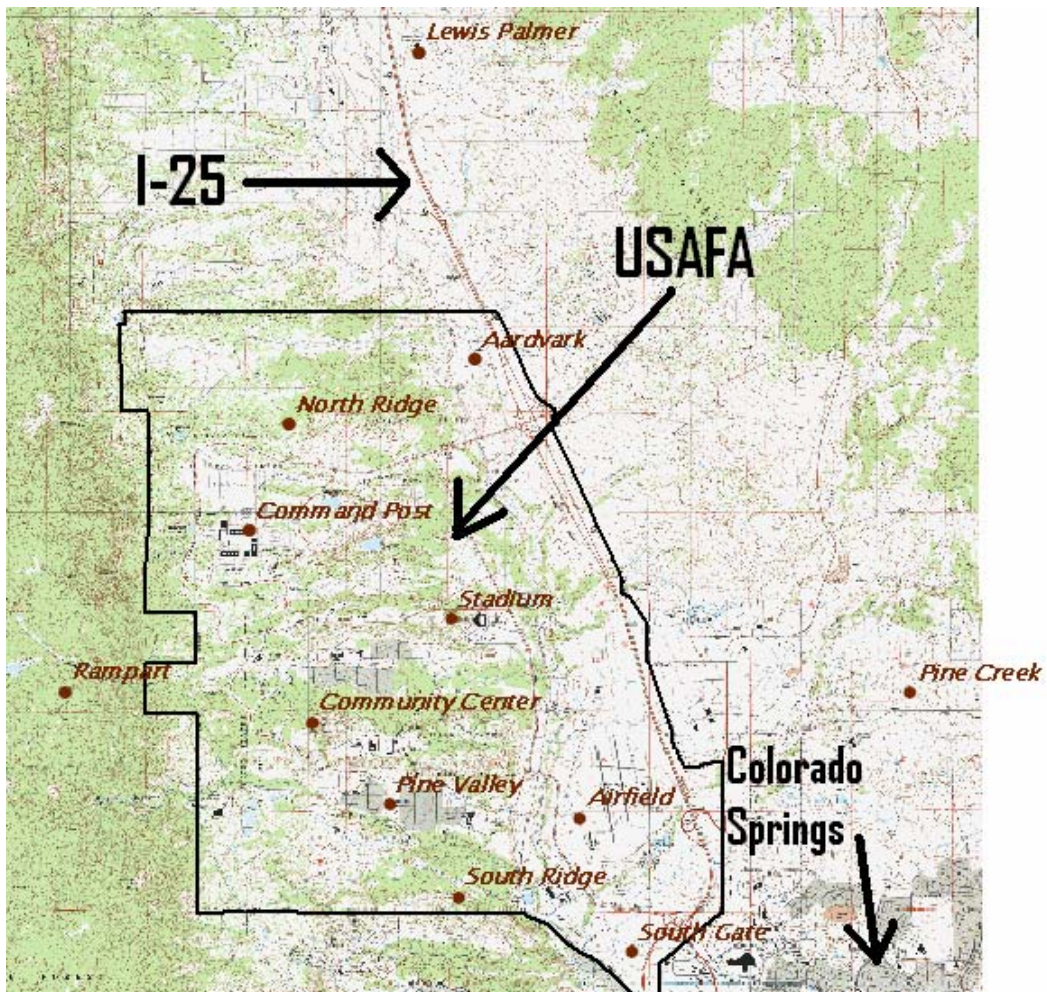 Lewis Palmer
I-25
USAFA
Aardvark
North Ridge
Command Post
Stadium
Rampart
Pine Creek
Community Center
Colorado
Springs
Pine Valley
Airfield
South Ridge
South Gate